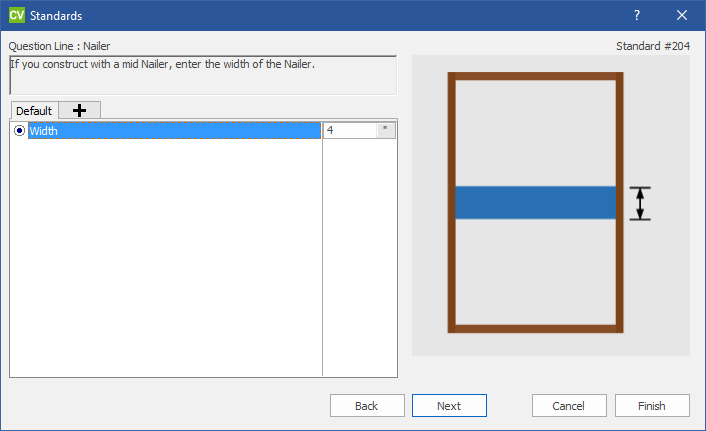 CV Standards ?
Question Line : Nailer
Standard #204
If you construct with a mid Nailer, enter the width of the Nailer.
Default
Width 4 "
Back Next Cancel Finish